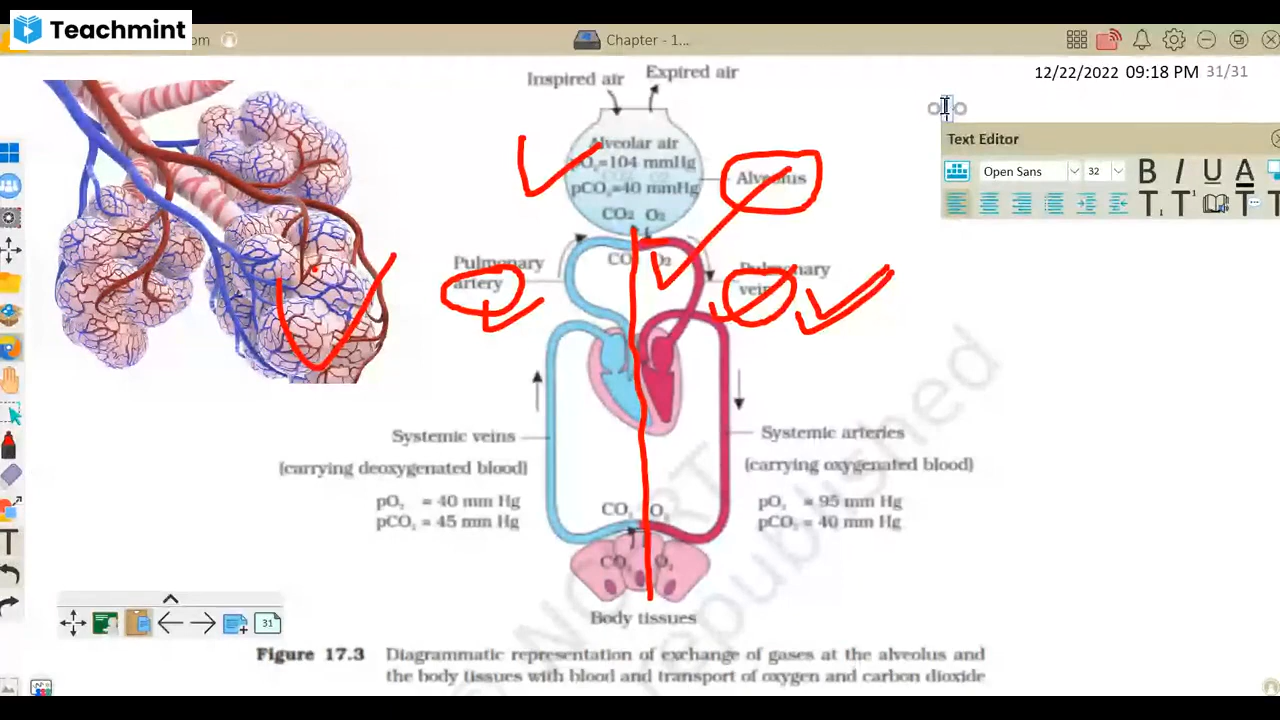 Teachmint
om
Chapter - 1...
12/22/2022 09:18 PM 31/31
Text Editor
Open Sans 32 B I U A
Inspired air
Expired air
Alveolar air
pO₂=104 mmHg
pCO₂=40 mmHg
CO₂ O₂
Alveolus
CO₂ O₂
Pulmonary
artery
Pulmonary
vein
Systemic veins
(carrying deoxygenated blood)
pO₂ = 40 mm Hg
pCO₂ = 45 mm Hg
Systemic arteries
(carrying oxygenated blood)
pO₂ = 95 mm Hg
pCO₂ = 40 mm Hg
CO₂ O₂
CO₂ O₂
Body tissues
31
Figure 17.3 Diagrammatic representation of exchange of gases at the alveolus and
the body tissues with blood and transport of oxygen and carbon dioxide
republished